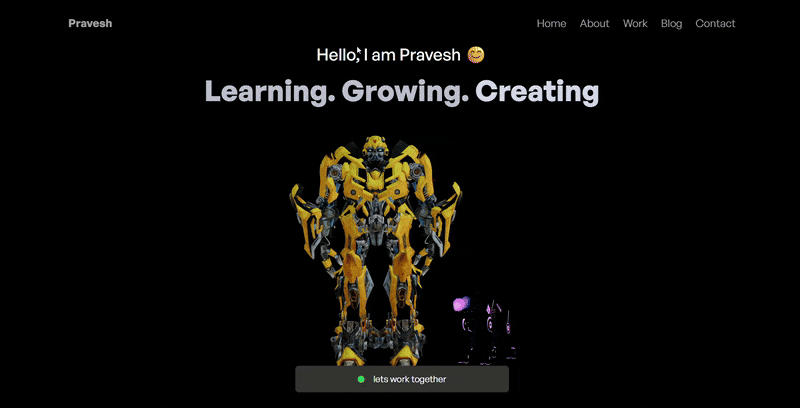 Pravesh Home About Work Blog Contact
Hello, I am Pravesh 😊
Learning. Growing. Creating
lets work together